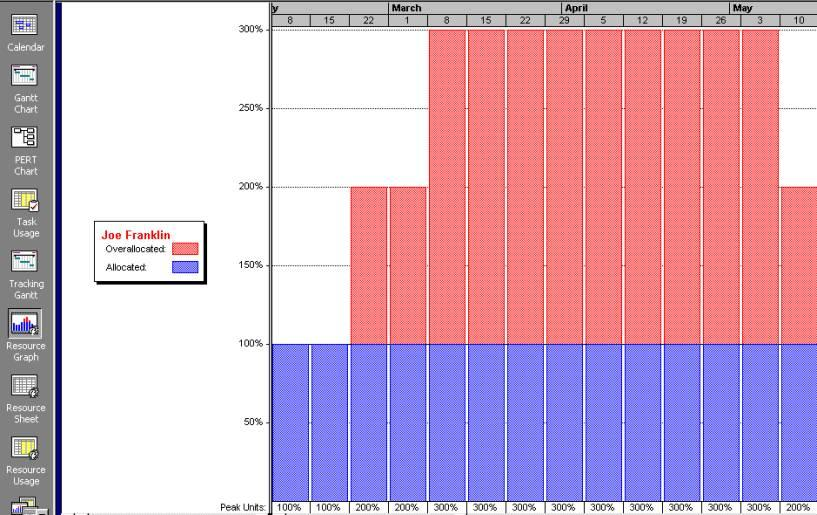 y March April May
8 15 22 1 8 15 22 29 5 12 19 26 3 10
Calendar
Gantt
Chart
PERT
Chart
Task
Usage
Tracking
Gantt
Resource
Graph
Resource
Sheet
Resource
Usage
Joe Franklin
Overallocated:
Allocated:
300%
250%
200%
150%
100%
50%
Peak Units: 100% 100% 200% 200% 300% 300% 300% 300% 300% 300% 300% 300% 300% 200%